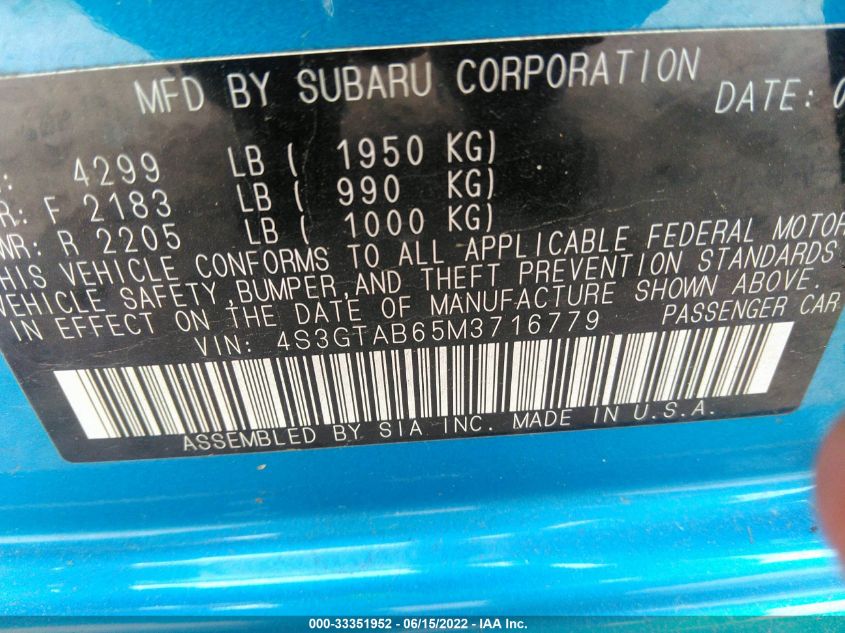 MFD BY SUBARU CORPORATION
DATE: 0
4299 LB ( 1950 KG)
R: F 2183 LB ( 990 KG)
WR: R 2205 LB ( 1000 KG)
HIS VEHICLE CONFORMS TO ALL APPLICABLE FEDERAL MOTOR
VEHICLE SAFETY,BUMPER,AND THEFT PREVENTION STANDARDS
IN EFFECT ON THE DATE OF MANUFACTURE SHOWN ABOVE.
VIN: 4S3GTAB65M3716779 PASSENGER CAR
ASSEMBLED BY SIA INC. MADE IN U.S.A.
000-33351952 - 06/15/2022 - IAA Inc.